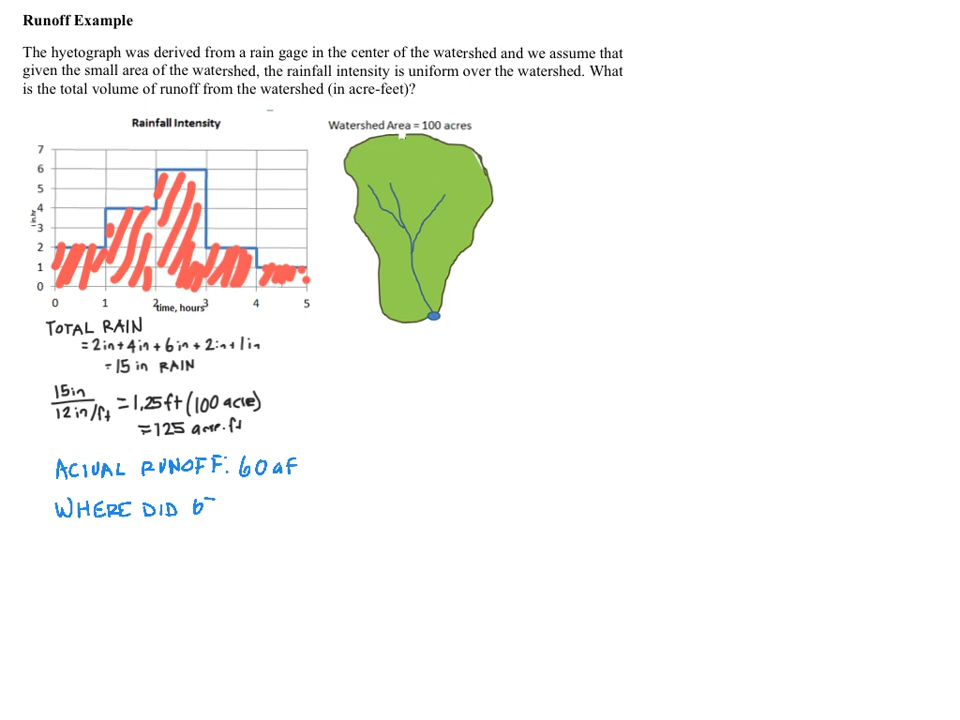 Runoff Example
The hyetograph was derived from a rain gage in the center of the watershed and we assume that
given the small area of the watershed, the rainfall intensity is uniform over the watershed. What
is the total volume of runoff from the watershed (in acre-feet)?
Rainfall Intensity
Watershed Area = 100 acres
7
6
5
4
3
2
1
0
in.hr
0 1 2 3 4 5
time, hours
TOTAL RAIN
= 2in + 4in + 6in + 2in + 1in
= 15 in RAIN
15in
12 in/ft = 1.25ft (100 acre)
= 125 acre.ft
ACTUAL RUNOFF: 60 aF
WHERE DID